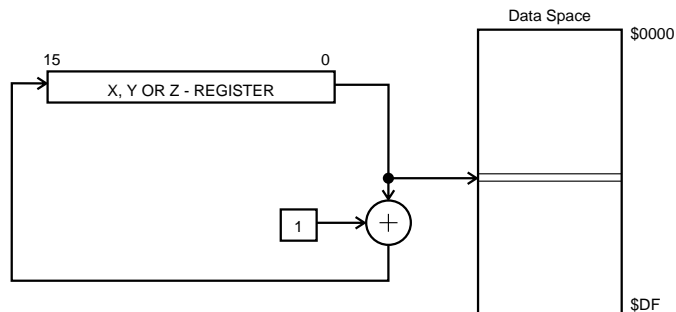 Data Space
$0000
15
0
X, Y OR Z - REGISTER
1
+
$DF